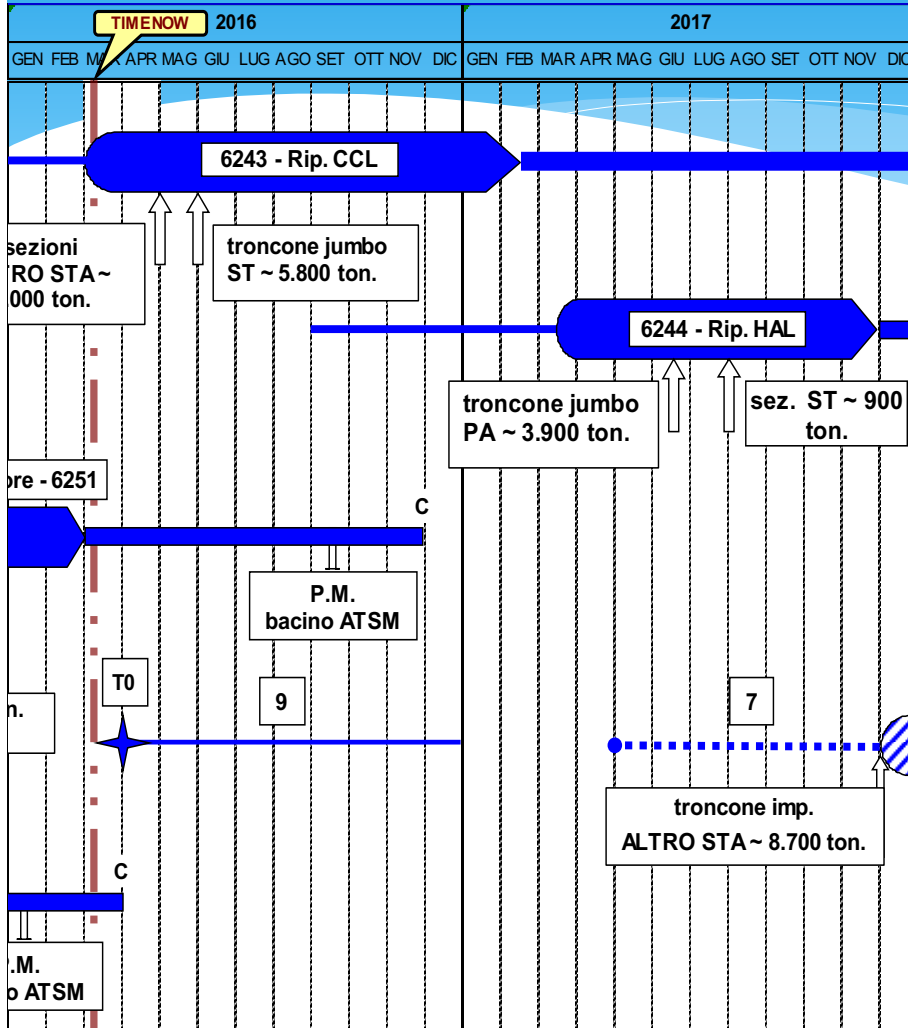 TIMENOW
2016
2017
GEN FEB MAR APR MAG GIU LUG AGO SET OTT NOV DIC GEN FEB MAR APR MAG GIU LUG AGO SET OTT NOV DIC
6243 - Rip. CCL
sezioni
TRO STA ~
000 ton.
troncone jumbo
ST ~ 5.800 ton.
6244 - Rip. HAL
troncone jumbo
PA ~ 3.900 ton.
sez. ST ~ 900
ton.
ore - 6251
C
P.M.
bacino ATSM
T0
9
7
n.
troncone imp.
ALTRO STA ~ 8.700 ton.
C
.M.
o ATSM